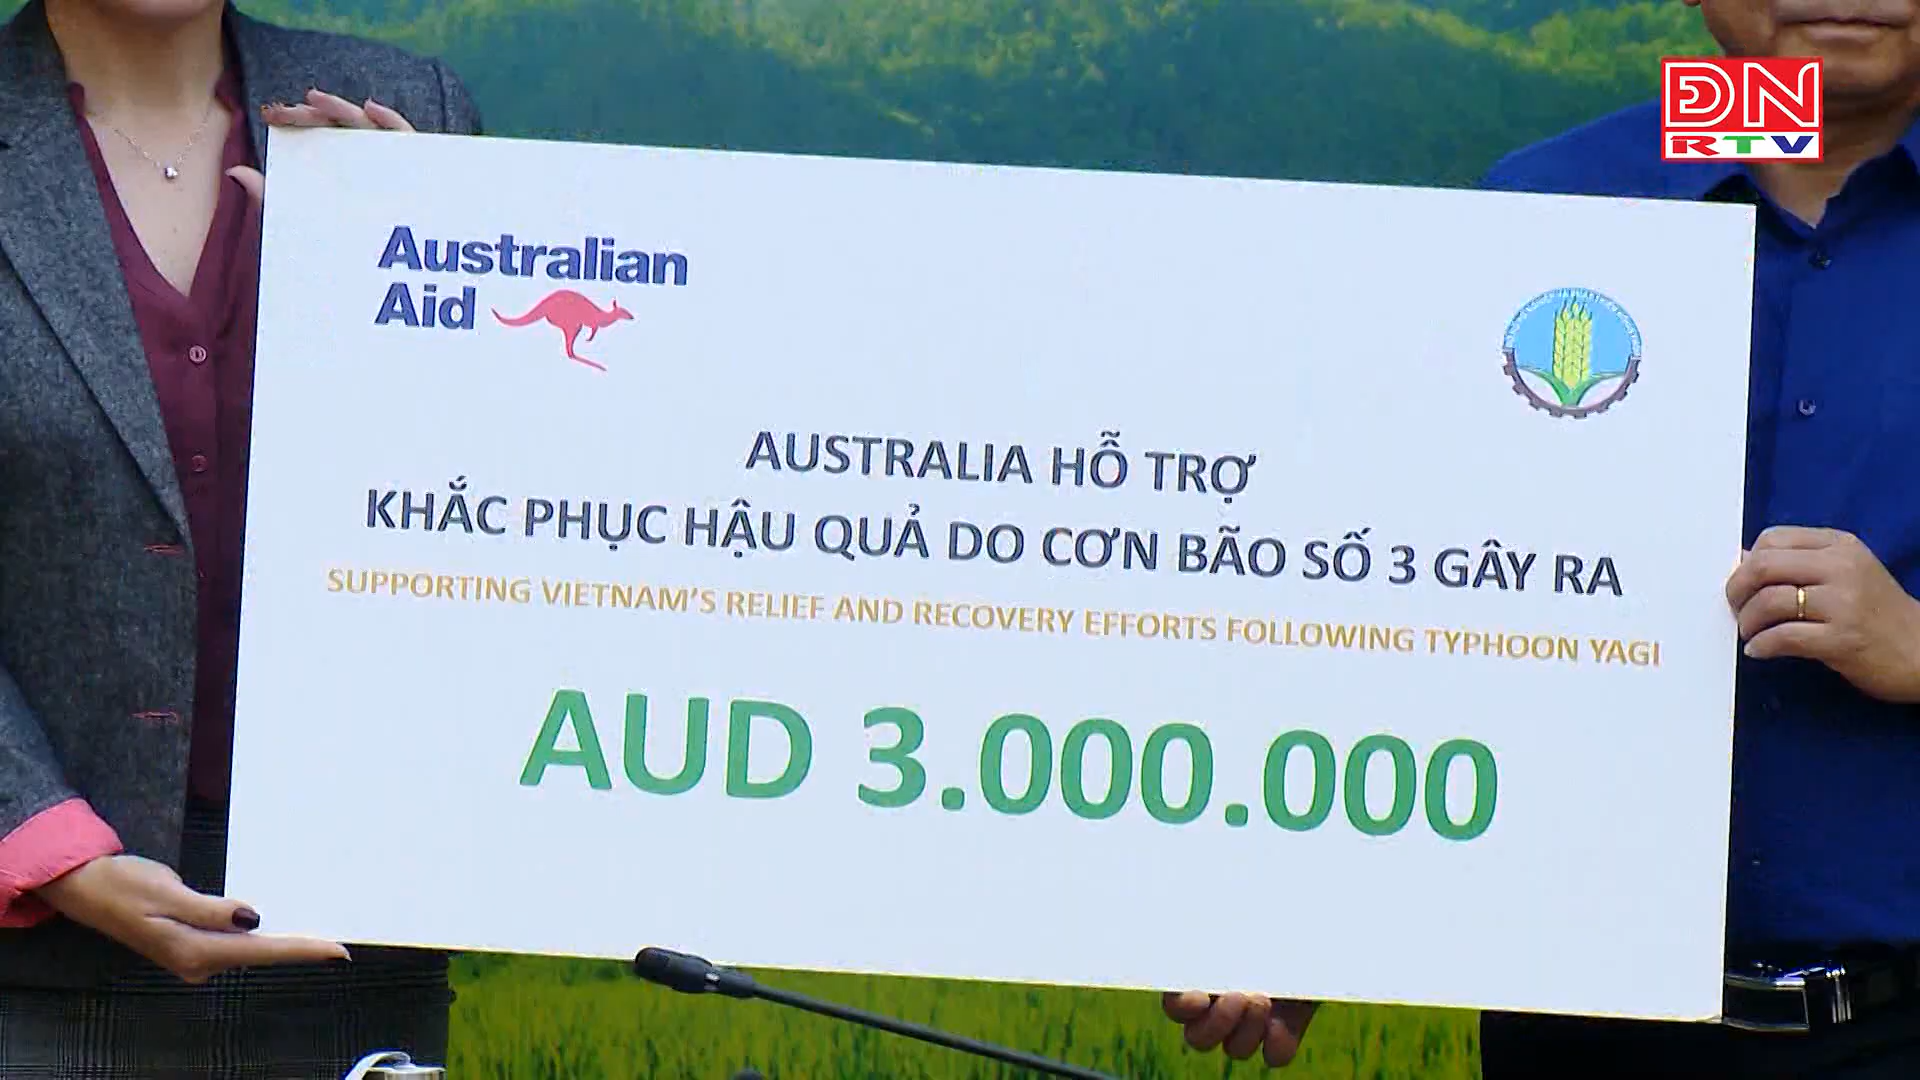 ĐN
RTV
Australian
Aid
AUSTRALIA HỖ TRỢ
KHẮC PHỤC HẬU QUẢ DO CƠN BÃO SỐ 3 GÂY RA
SUPPORTING VIETNAM'S RELIEF AND RECOVERY EFFORTS FOLLOWING TYPHOON YAGI
AUD 3.000.000